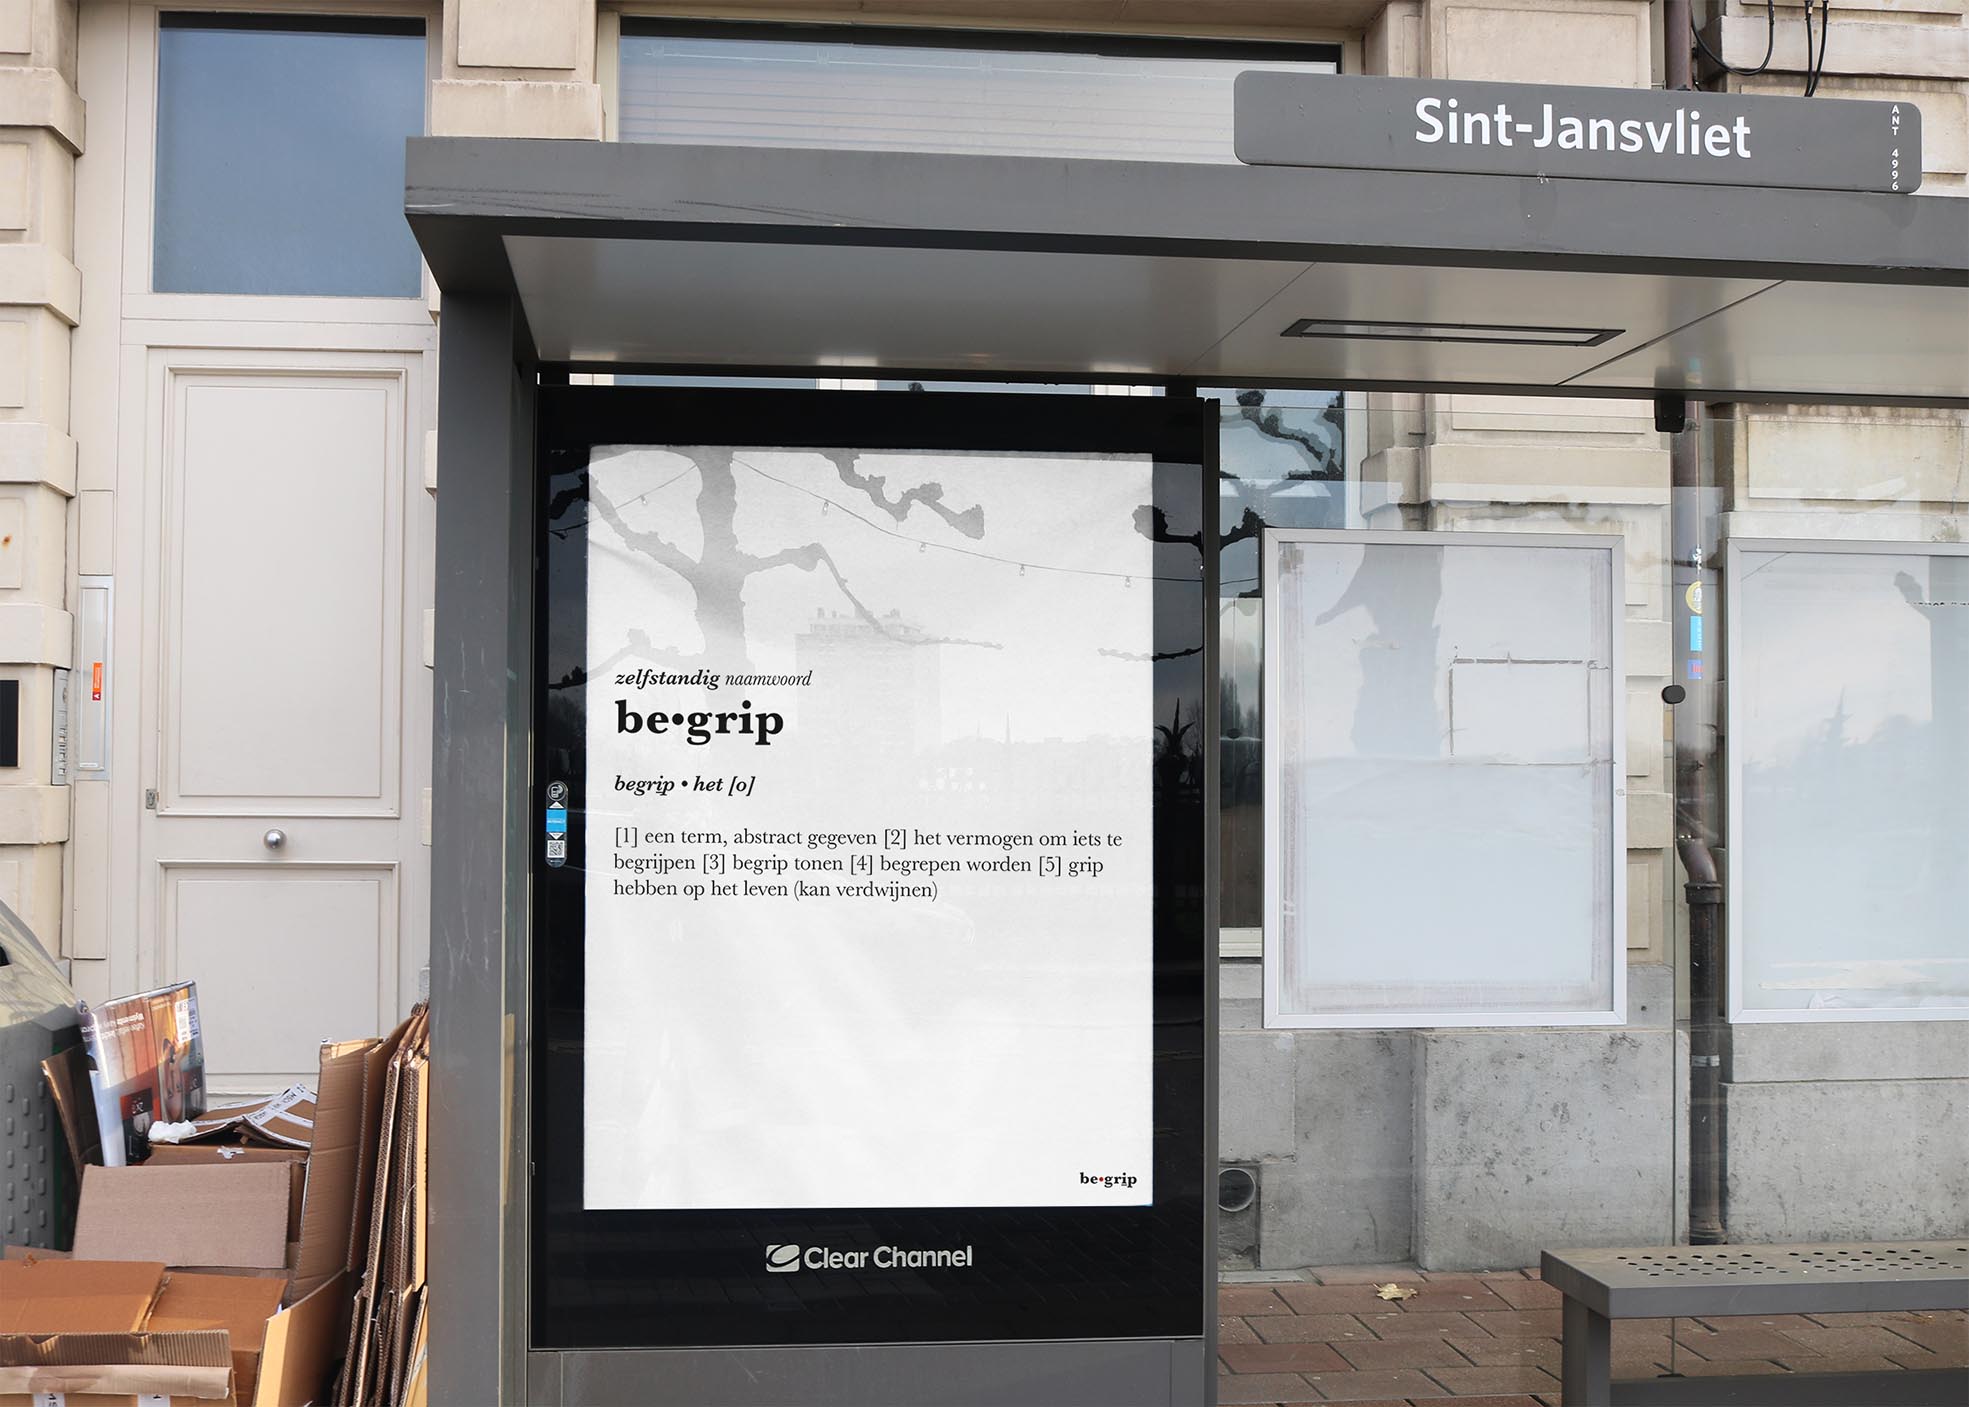 Sint-Jansvliet
ANT 4996
zelfstandig naamwoord
be•grip
begrip • het [o]
[1] een term, abstract gegeven [2] het vermogen om iets te
begrijpen [3] begrip tonen [4] begrepen worden [5] grip
hebben op het leven (kan verdwijnen)
be•grip
Clear Channel